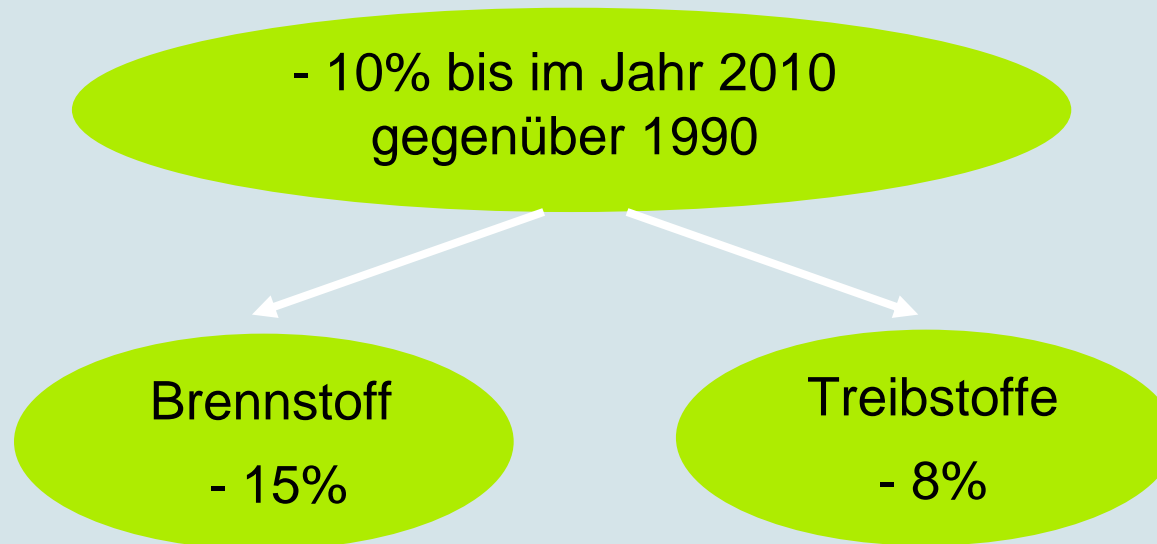 - 10% bis im Jahr 2010
gegenüber 1990
Brennstoff
- 15%
Treibstoffe
- 8%